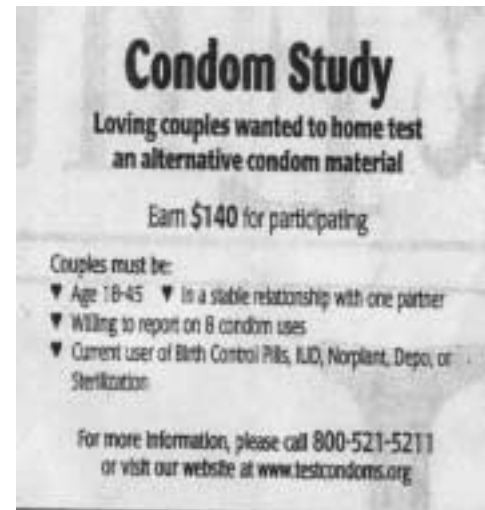 Condom Study
Loving couples wanted to home test
an alternative condom material
Earn $140 for participating
Couples must be:
▼ Age 18-45 ▼ In a stable relationship with one partner
▼ Willing to report on 8 condom uses
▼ Current user of Birth Control Pills, IUD, Norplant, Depo, or
Sterilization
For more information, please call 800-521-5211
or visit our website at www.testcondoms.org